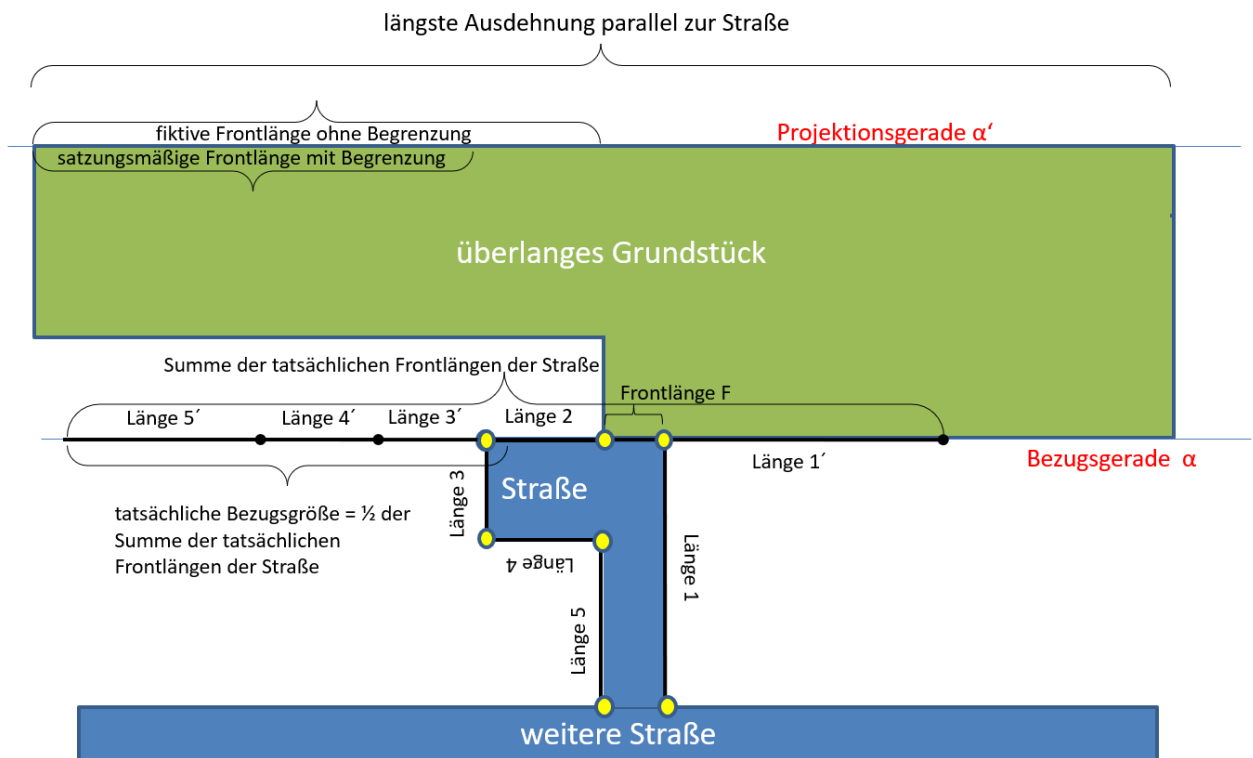 längste Ausdehnung parallel zur Straße
fiktive Frontlänge ohne Begrenzung
Projektionsgerade α‘
satzungsmäßige Frontlänge mit Begrenzung
überlanges Grundstück
Summe der tatsächlichen Frontlängen der Straße
Frontlänge F
Länge 5´
Länge 4´
Länge 3´
Länge 2
Länge 1´
Bezugsgerade α
Straße
Länge 3
tatsächliche Bezugsgröße = ½ der
Summe der tatsächlichen
Frontlängen der Straße
Länge 4
Länge 1
Länge 5
weitere Straße